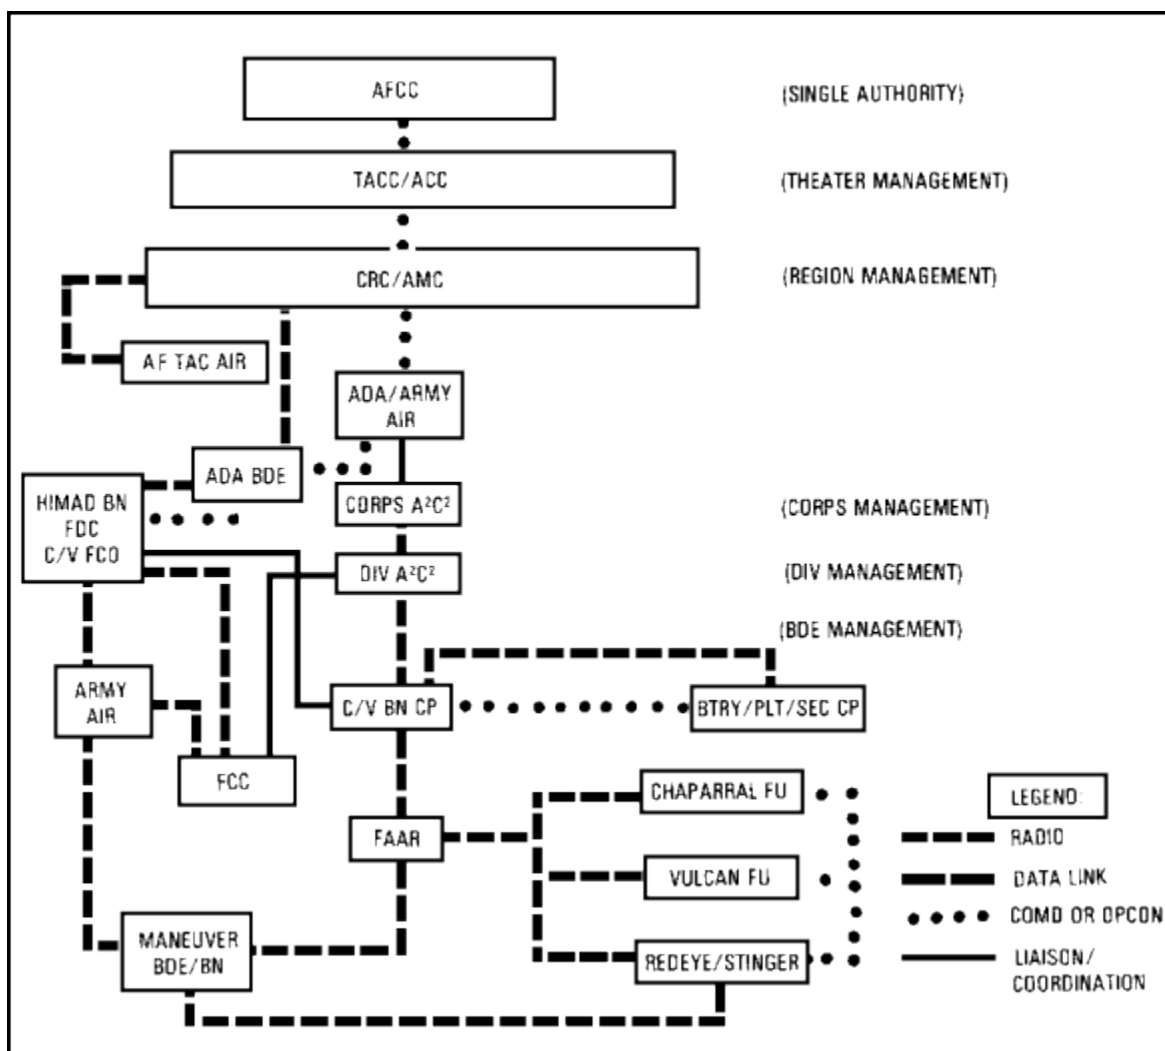 AFCC
(SINGLE AUTHORITY)
TACC/ACC
(THEATER MANAGEMENT)
CRC/AMC
(REGION MANAGEMENT)
AF TAC AIR
ADA/ARMY
AIR
ADA BDE
HIMAD BN
FDC
C/V FCO
CORPS A²C²
(CORPS MANAGEMENT)
DIV A²C²
(DIV MANAGEMENT)
(BDE MANAGEMENT)
ARMY
AIR
C/V BN CP
BTRY/PLT/SEC CP
FCC
CHAPARRAL FU
LEGEND:
FAAR
RADIO
VULCAN FU
DATA LINK
COMD OR OPCON
MANEUVER
BDE/BN
REDEYE/STINGER
LIAISON/
COORDINATION